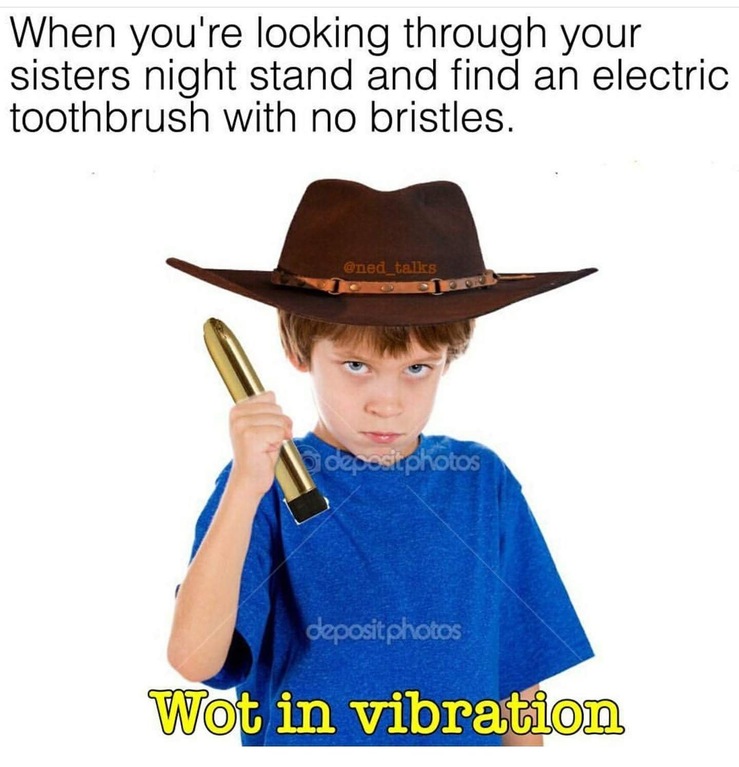 When you're looking through your
sisters night stand and find an electric
toothbrush with no bristles.
@ned_talks
depositphotos
depositphotos
Wot in vibration